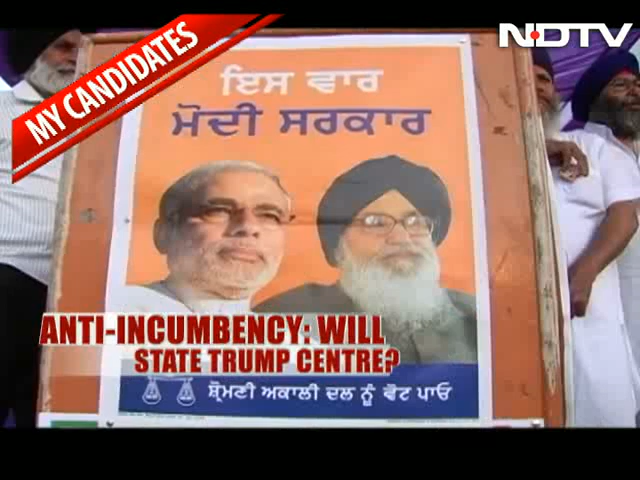 MY CANDIDATES
NDTV
ਇਸ ਵਾਰ
ਮੋਦੀ ਸਰਕਾਰ
ANTI-INCUMBENCY: WILL
STATE TRUMP CENTRE?
ਸ਼੍ਰੋਮਣੀ ਅਕਾਲੀ ਦਲ ਨੂੰ ਵੋਟ ਪਾਓ